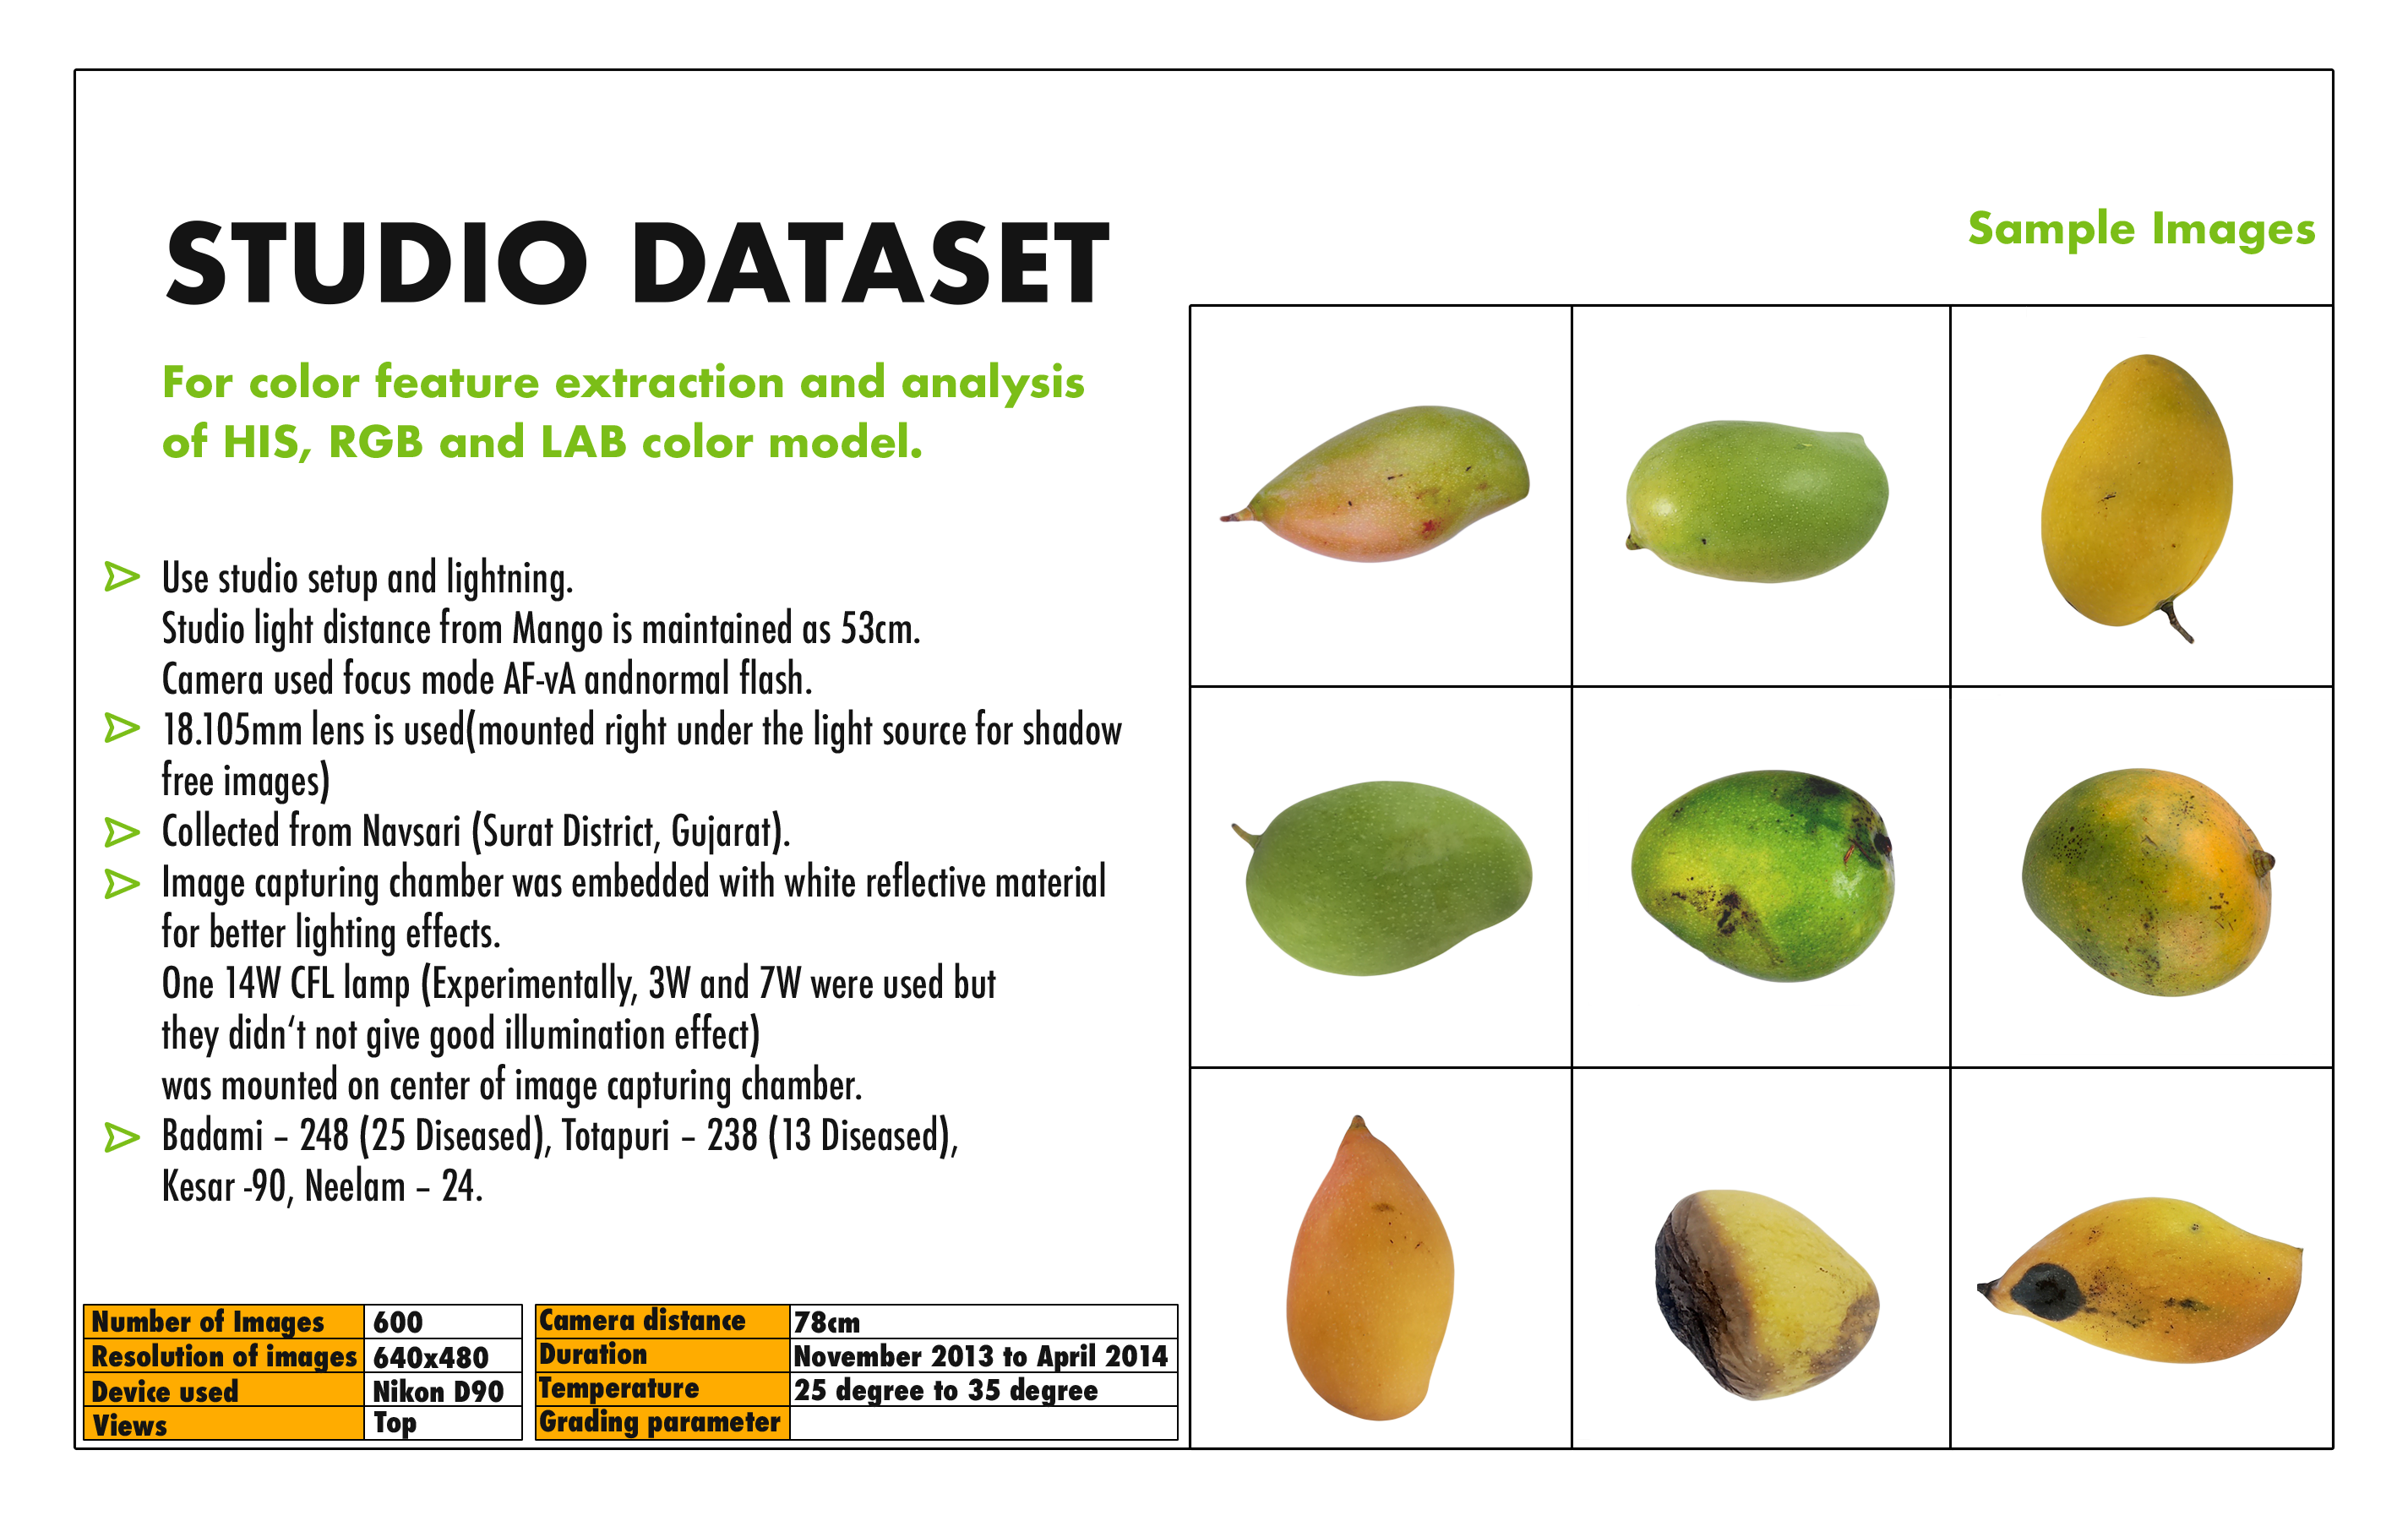 STUDIO DATASET
Sample Images
For color feature extraction and analysis
of HIS, RGB and LAB color model.
Use studio setup and lightning.
Studio light distance from Mango is maintained as 53cm.
Camera used focus mode AF-vA andnormal flash.
18.105mm lens is used(mounted right under the light source for shadow
free images)
Collected from Navsari (Surat District, Gujarat).
Image capturing chamber was embedded with white reflective material
for better lighting effects.
One 14W CFL lamp (Experimentally, 3W and 7W were used but
they didn‘t not give good illumination effect)
was mounted on center of image capturing chamber.
Badami – 248 (25 Diseased), Totapuri – 238 (13 Diseased),
Kesar -90, Neelam – 24.
Number of Images 600
Resolution of images 640x480
Device used Nikon D90
Views Top
Camera distance 78cm
Duration November 2013 to April 2014
Temperature 25 degree to 35 degree
Grading parameter